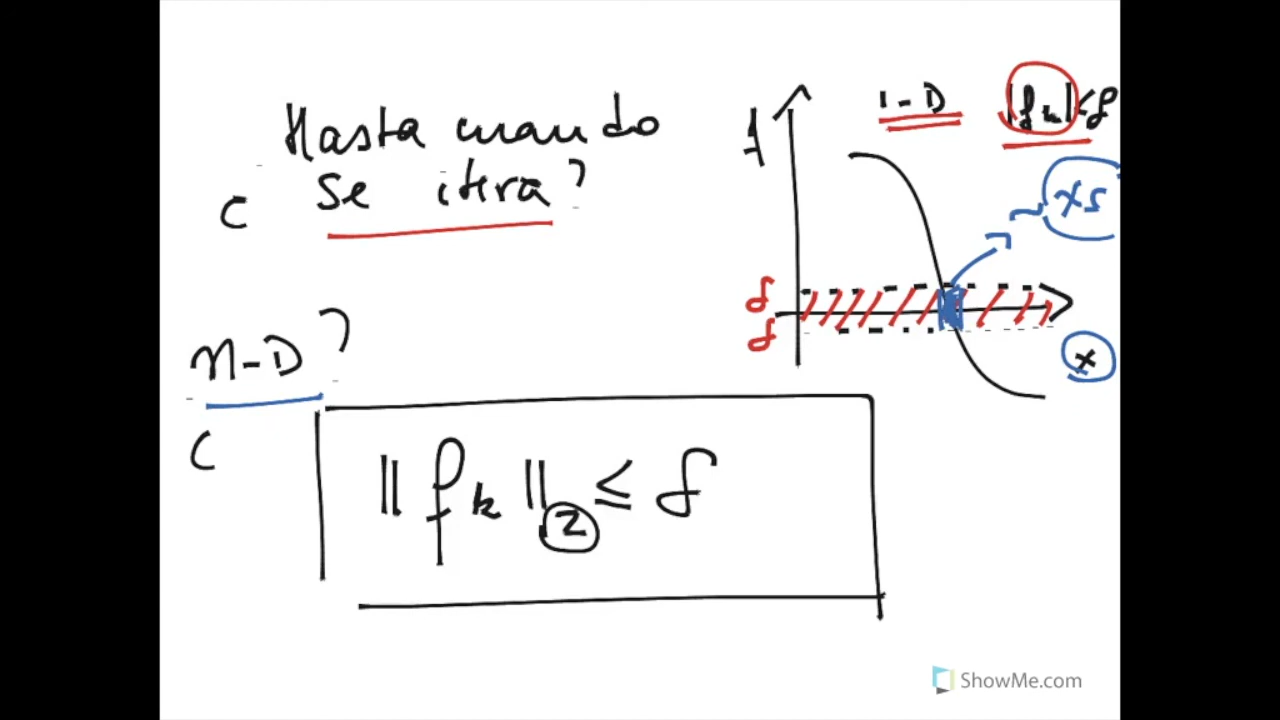 Hasta cuando
se itera?
1-D
|fk| ≤ δ
f
xs
δ
δ
x
n-D?
‖fk‖2 ≤ δ
ShowMe.com